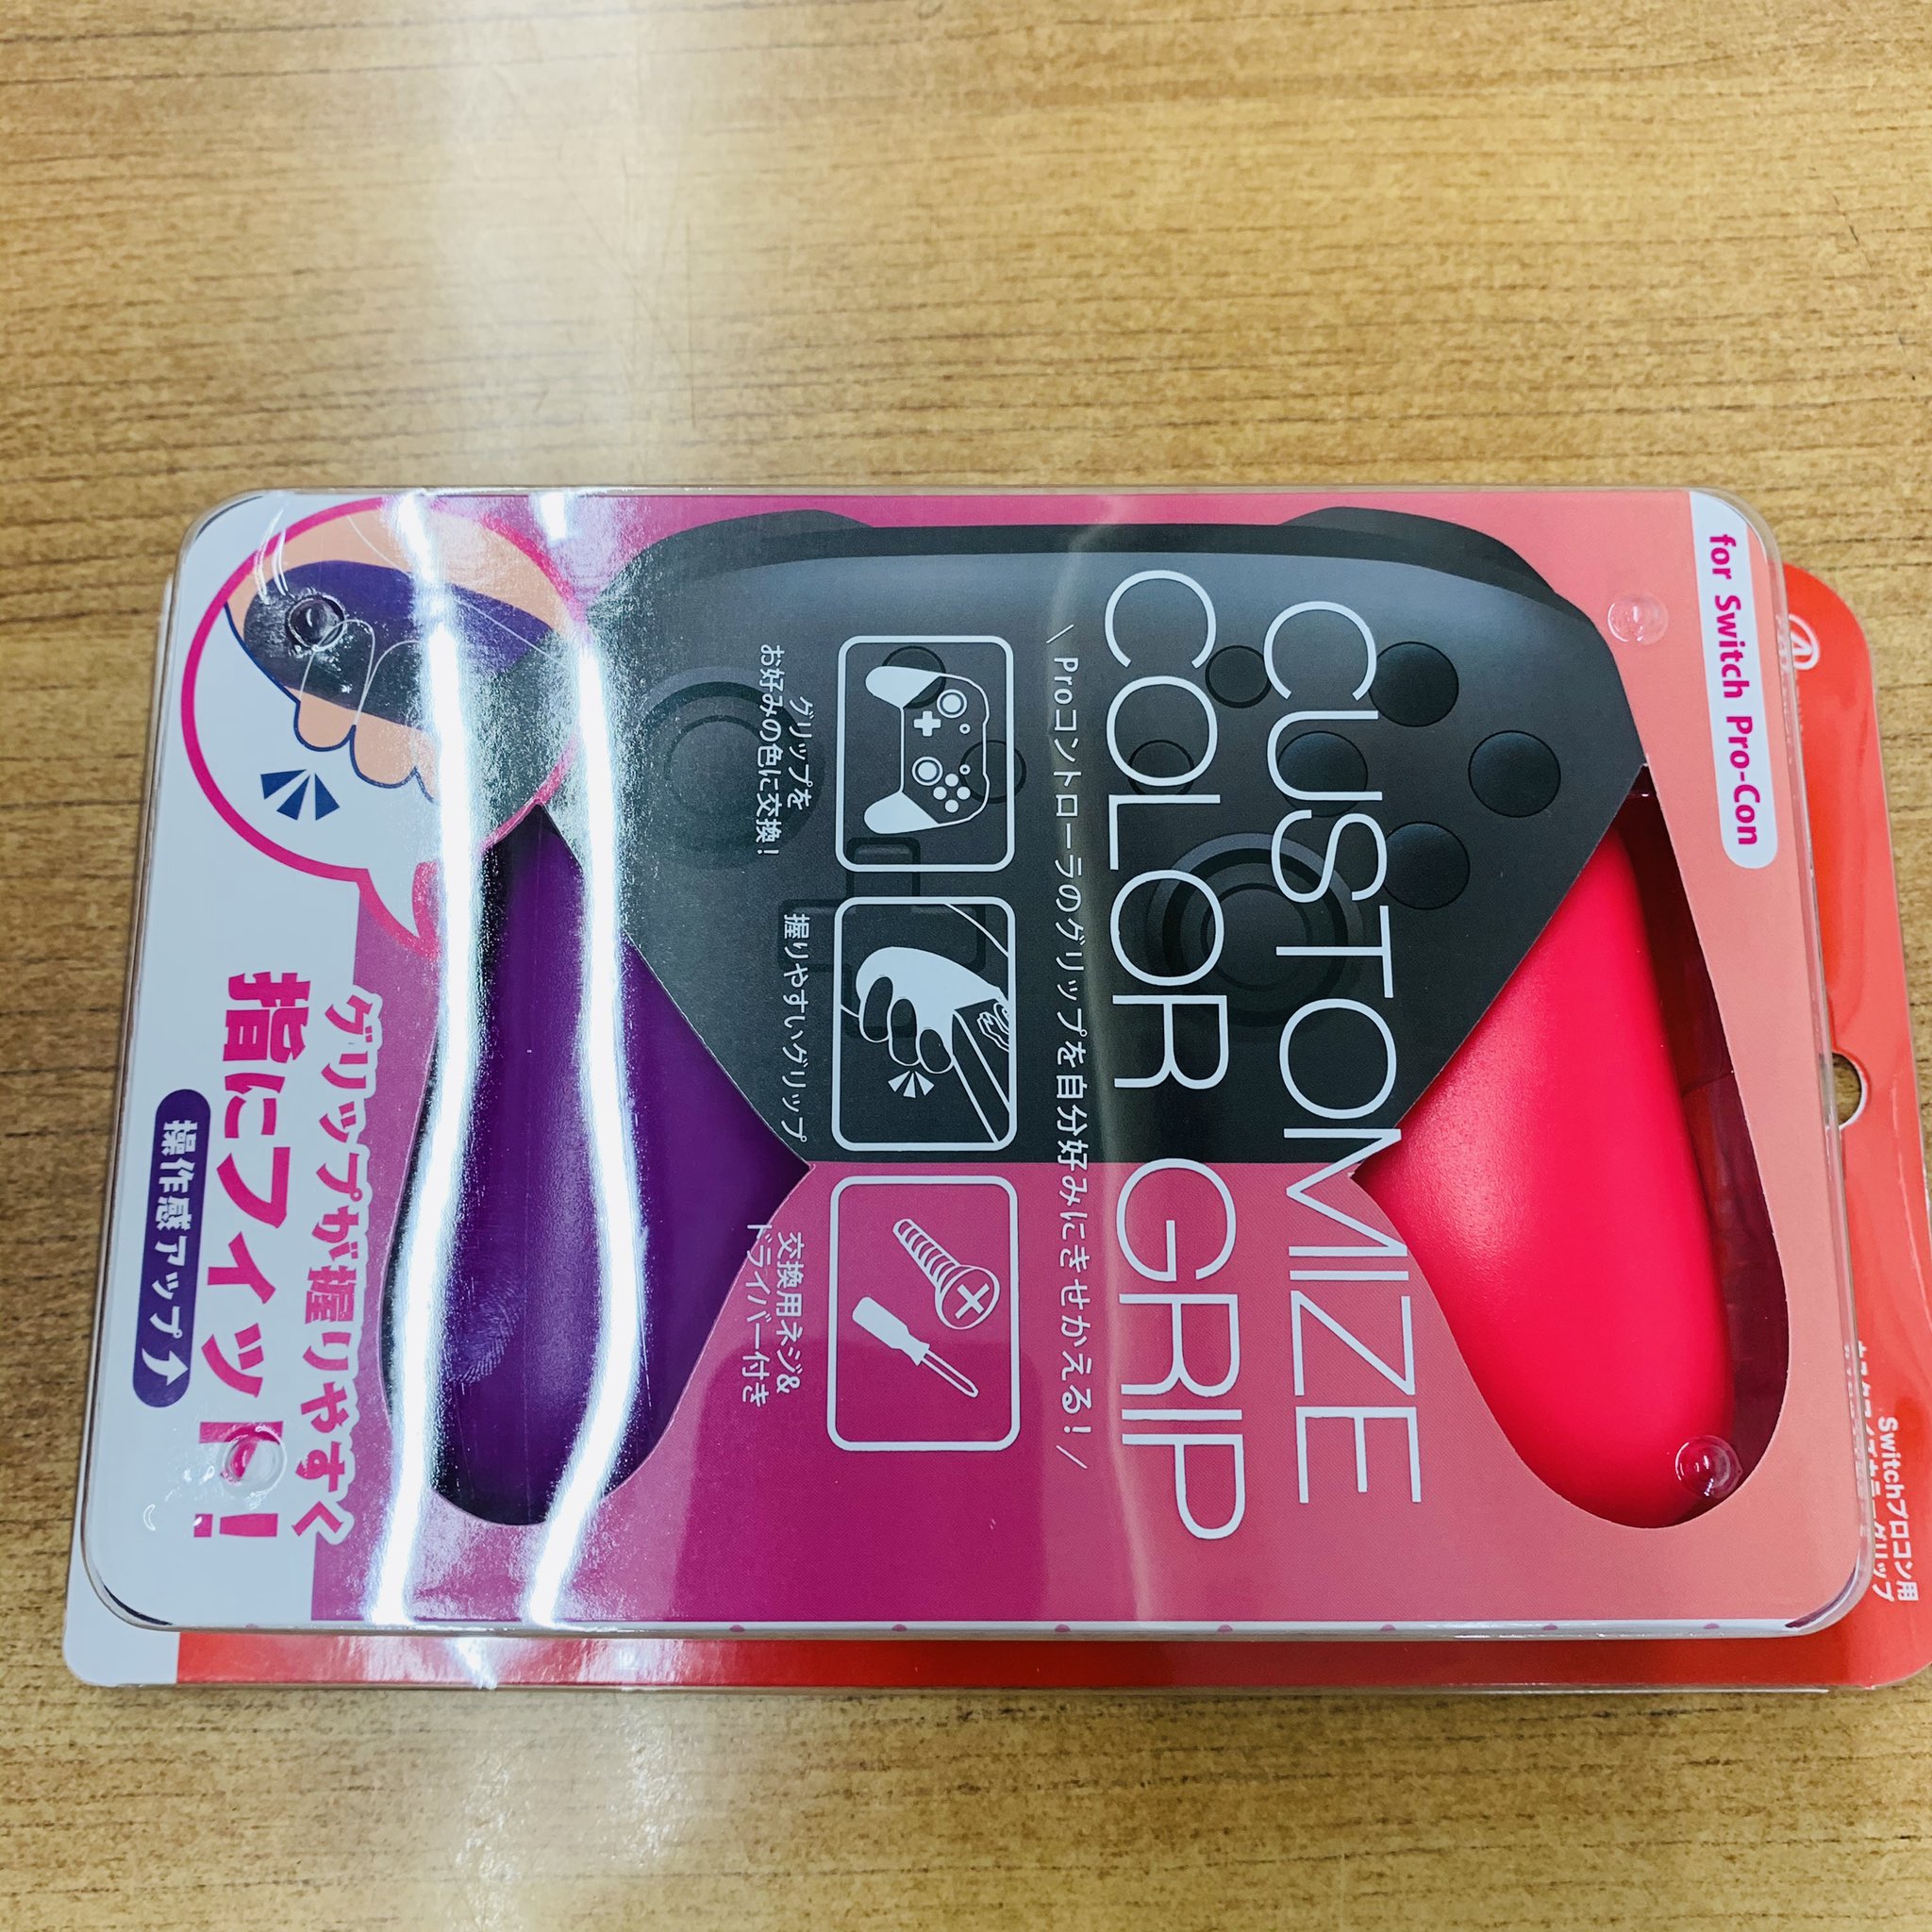 for Switch Pro-Con
CUSTOMIZE
COLOR GRIP
\ Proコントローラのグリップを自分好みにきせかえる! /
グリップを
お好みの色に交換!
握りやすいグリップ
交換用ネジ&
ドライバー付き
グリップが握りやすく
指にフィット!
操作感アップ
Switchプロコン用